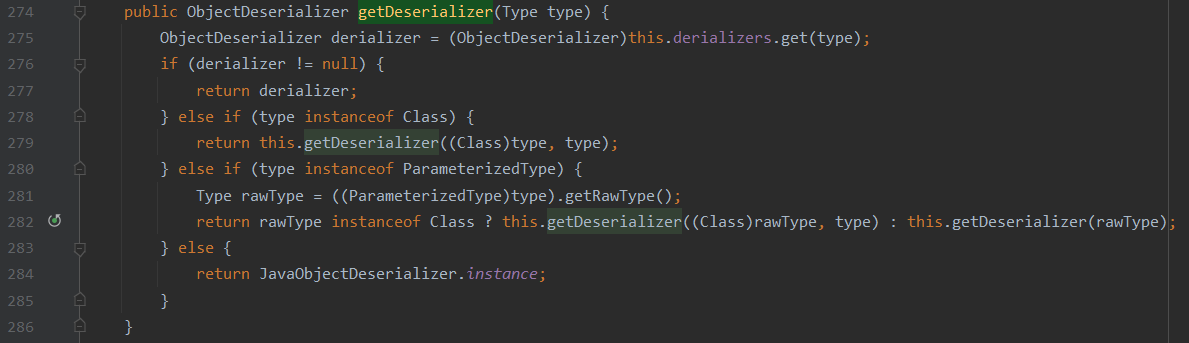 274 public ObjectDeserializer getDeserializer(Type type) {
275 ObjectDeserializer derializer = (ObjectDeserializer)this.derializers.get(type);
276 if (derializer != null) {
277 return derializer;
278 } else if (type instanceof Class) {
279 return this.getDeserializer((Class)type, type);
280 } else if (type instanceof ParameterizedType) {
281 Type rawType = ((ParameterizedType)type).getRawType();
282 return rawType instanceof Class ? this.getDeserializer((Class)rawType, type) : this.getDeserializer(rawType);
283 } else {
284 return JavaObjectDeserializer.instance;
285 }
286 }